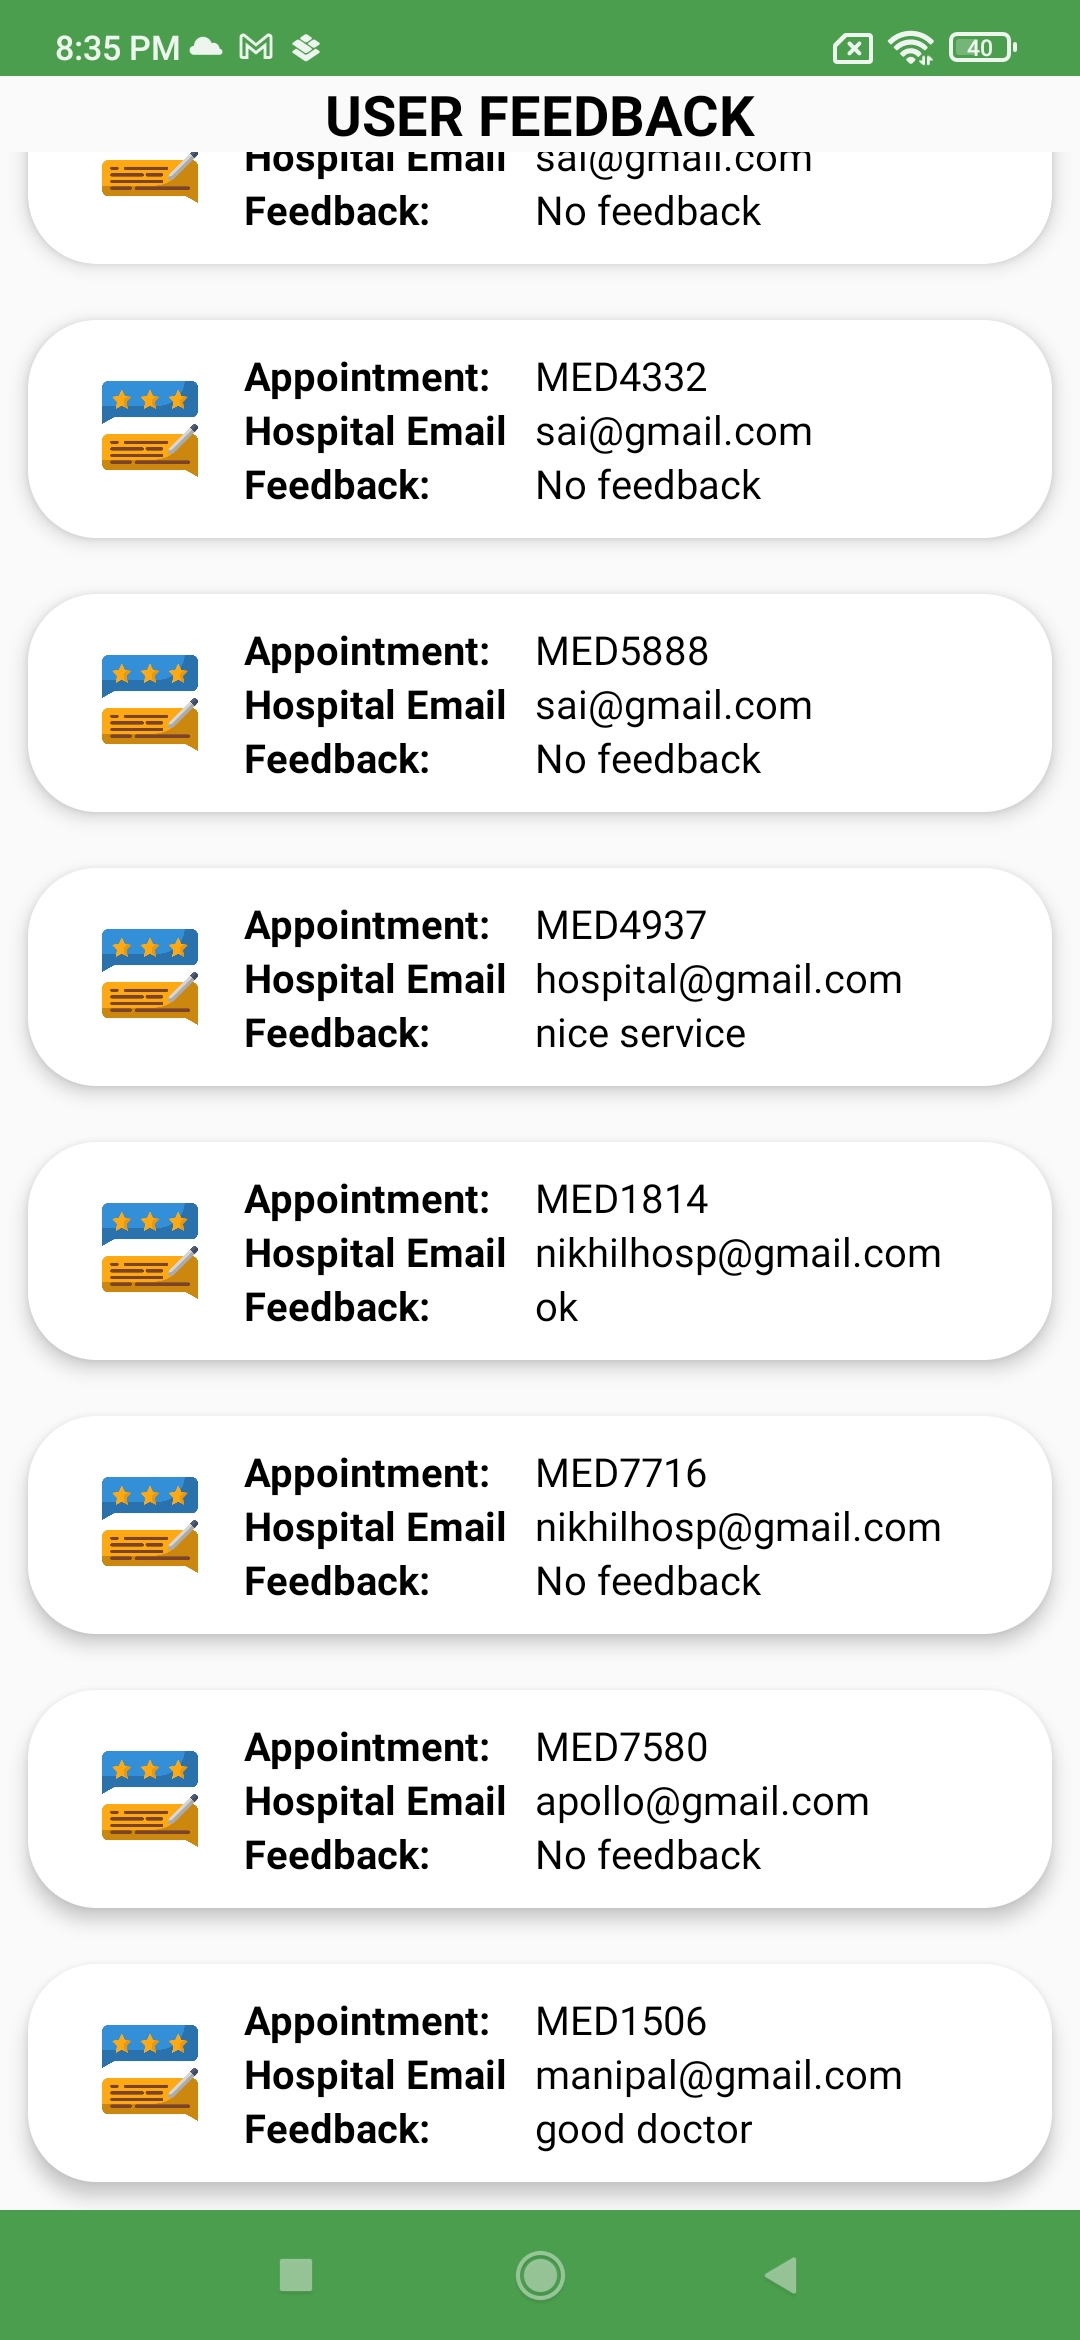 8:35 PM
40
USER FEEDBACK
Hospital Email sai@gmail.com
Feedback: No feedback
Appointment: MED4332
Hospital Email sai@gmail.com
Feedback: No feedback
Appointment: MED5888
Hospital Email sai@gmail.com
Feedback: No feedback
Appointment: MED4937
Hospital Email hospital@gmail.com
Feedback: nice service
Appointment: MED1814
Hospital Email nikhilhosp@gmail.com
Feedback: ok
Appointment: MED7716
Hospital Email nikhilhosp@gmail.com
Feedback: No feedback
Appointment: MED7580
Hospital Email apollo@gmail.com
Feedback: No feedback
Appointment: MED1506
Hospital Email manipal@gmail.com
Feedback: good doctor